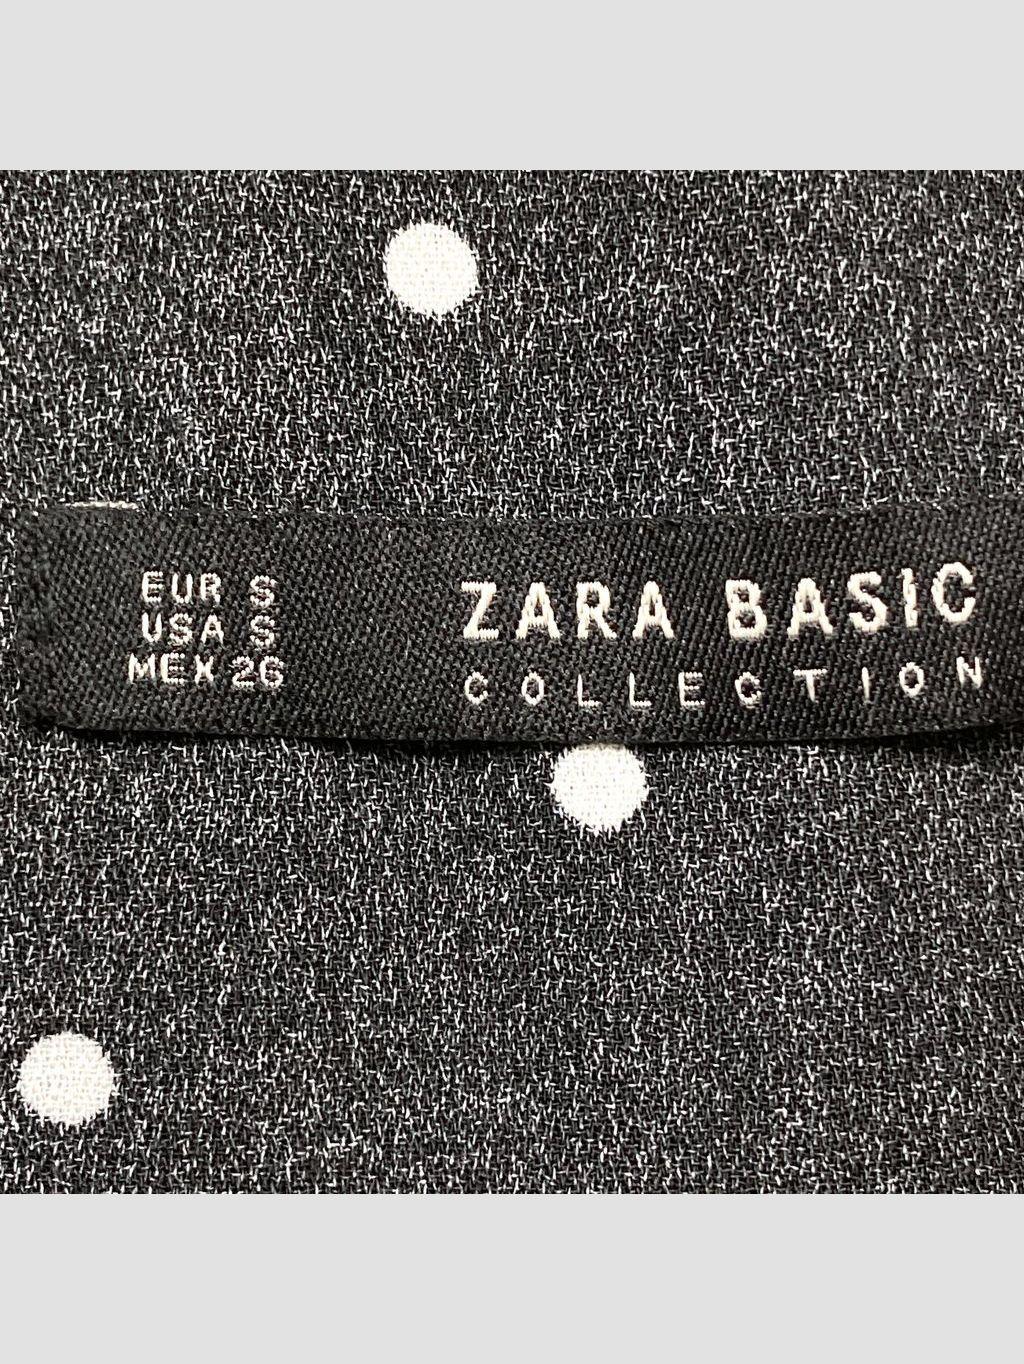 EUR S
USA S
MEX 26
ZARA BASIC
COLLECTION